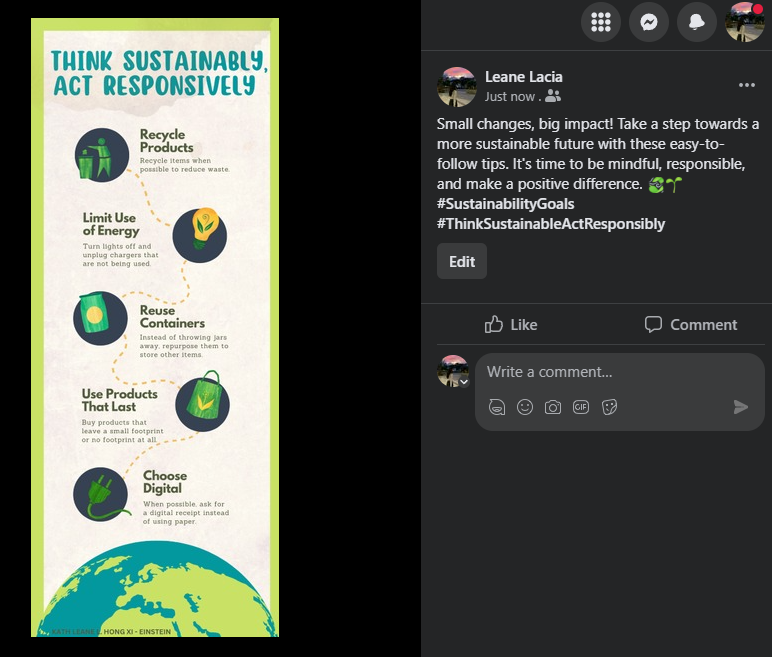 THINK SUSTAINABLY,
ACT RESPONSIVELY
Recycle
Products
Recycle items when
possible to reduce waste.
Limit Use
of Energy
Turn lights off and
unplug chargers that
are not being used.
Reuse
Containers
Instead of throwing jars
away, repurpose them to
store other items.
Use Products
That Last
Buy products that
leave a small footprint
or no footprint at all.
Choose
Digital
When possible, ask for
a digital receipt instead
of using paper.
HONG XI - EINSTEIN
Leane Lacia
Just now .
Small changes, big impact! Take a step towards a
more sustainable future with these easy-to-
follow tips. It's time to be mindful, responsible,
and make a positive difference.
#SustainabilityGoals
#ThinkSustainableActResponsibly
Edit
Like
Comment
Write a comment...
GIF